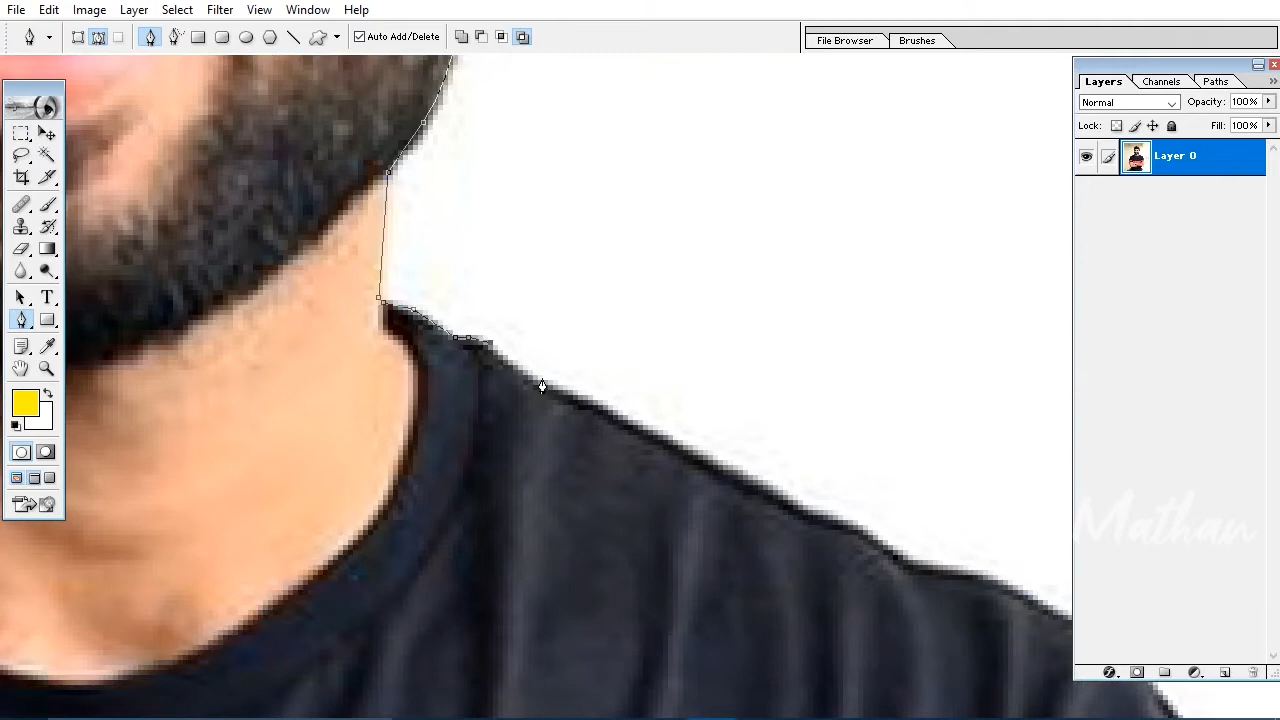 File Edit Image Layer Select Filter View Window Help
Auto Add/Delete
File Browser Brushes
Layers Channels Paths
Normal Opacity: 100%
Lock: Fill: 100%
Layer 0
T
Mathan